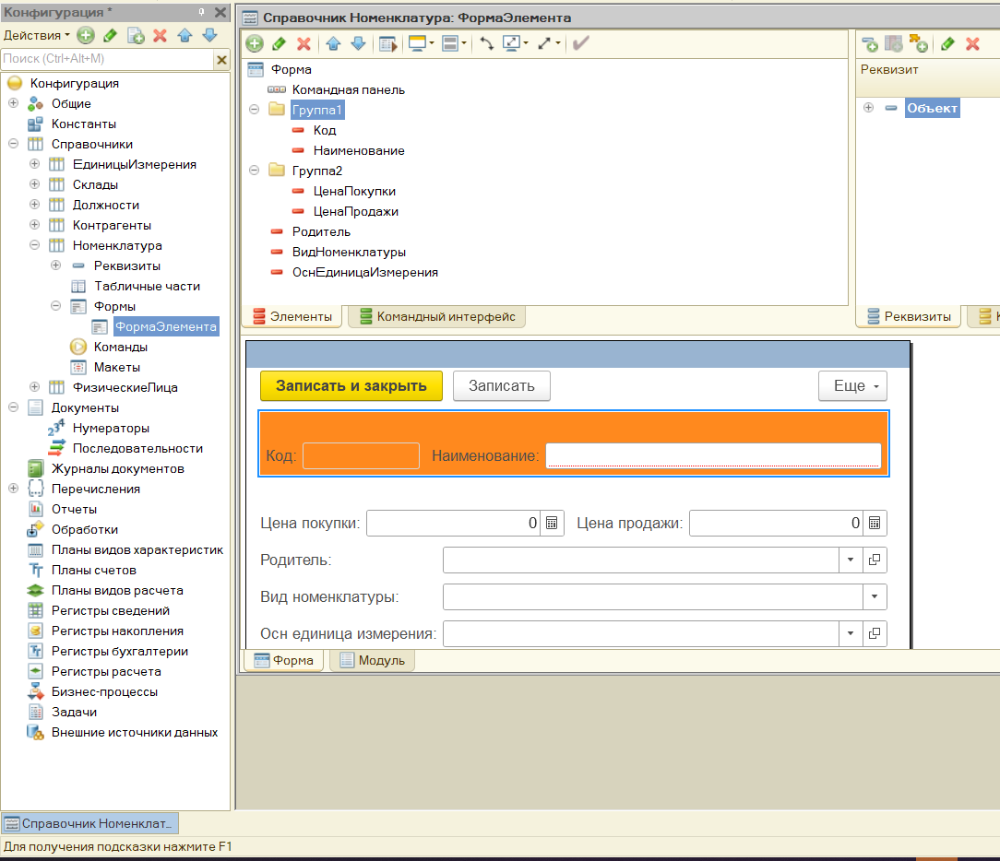 Конфигурация *
Действия
Поиск (Ctrl+Alt+M)
Конфигурация
Общие
Константы
Справочники
ЕдиницыИзмерения
Склады
Должности
Контрагенты
Номенклатура
Реквизиты
Табличные части
Формы
ФормаЭлемента
Команды
Макеты
ФизическиеЛица
Документы
Нумераторы
Последовательности
Журналы документов
Перечисления
Отчеты
Обработки
Планы видов характеристик
Планы счетов
Планы видов расчета
Регистры сведений
Регистры накопления
Регистры бухгалтерии
Регистры расчета
Бизнес-процессы
Задачи
Внешние источники данных
Справочник Номенклатура: ФормаЭлемента
Форма
Командная панель
Группа1
Код
Наименование
Группа2
ЦенаПокупки
ЦенаПродажи
Родитель
ВидНоменклатуры
ОснЕдиницаИзмерения
Элементы Командный интерфейс
Реквизит
Объект
Реквизиты
Записать и закрыть Записать Еще
Код: Наименование:
Цена покупки: 0 Цена продажи: 0
Родитель:
Вид номенклатуры:
Осн единица измерения:
Форма Модуль
Справочник Номенклат...
Для получения подсказки нажмите F1